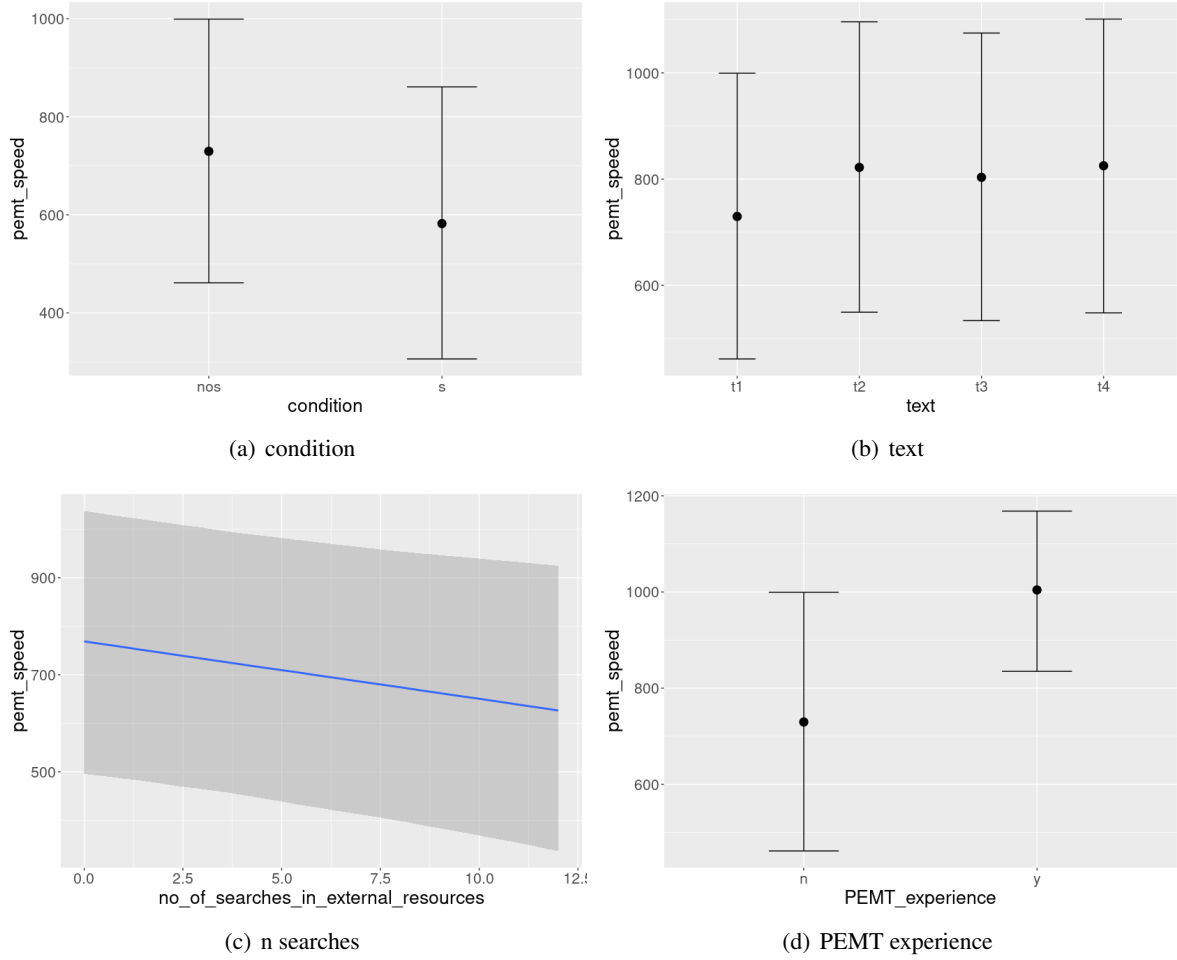 1000
800
600
400
pemt_speed
nos
s
condition
(a) condition
1000
800
600
pemt_speed
t1
t2
t3
t4
text
(b) text
900
700
500
pemt_speed
0.0
2.5
5.0
7.5
10.0
12.5
no_of_searches_in_external_resources
(c) n searches
1200
1000
800
600
pemt_speed
n
y
PEMT_experience
(d) PEMT experience